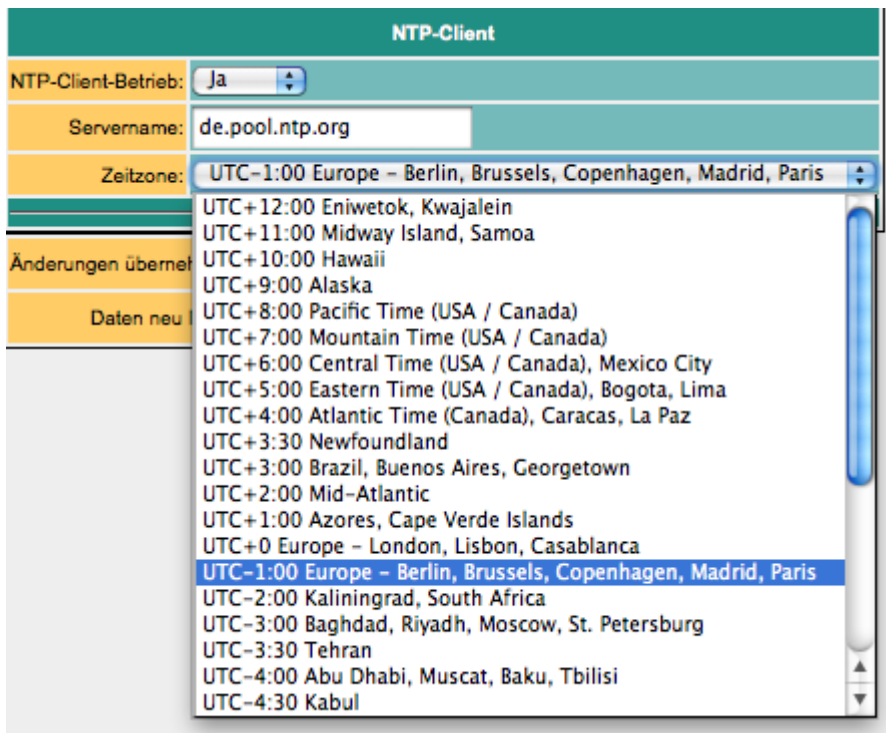 NTP-Client
NTP-Client-Betrieb: Ja
Servername: de.pool.ntp.org
Zeitzone: UTC-1:00 Europe - Berlin, Brussels, Copenhagen, Madrid, Paris
UTC+12:00 Eniwetok, Kwajalein
UTC+11:00 Midway Island, Samoa
UTC+10:00 Hawaii
UTC+9:00 Alaska
UTC+8:00 Pacific Time (USA / Canada)
UTC+7:00 Mountain Time (USA / Canada)
UTC+6:00 Central Time (USA / Canada), Mexico City
UTC+5:00 Eastern Time (USA / Canada), Bogota, Lima
UTC+4:00 Atlantic Time (Canada), Caracas, La Paz
UTC+3:30 Newfoundland
UTC+3:00 Brazil, Buenos Aires, Georgetown
UTC+2:00 Mid-Atlantic
UTC+1:00 Azores, Cape Verde Islands
UTC+0 Europe - London, Lisbon, Casablanca
UTC-1:00 Europe - Berlin, Brussels, Copenhagen, Madrid, Paris
UTC-2:00 Kaliningrad, South Africa
UTC-3:00 Baghdad, Riyadh, Moscow, St. Petersburg
UTC-3:30 Tehran
UTC-4:00 Abu Dhabi, Muscat, Baku, Tbilisi
UTC-4:30 Kabul
Änderungen überneh
Daten neu